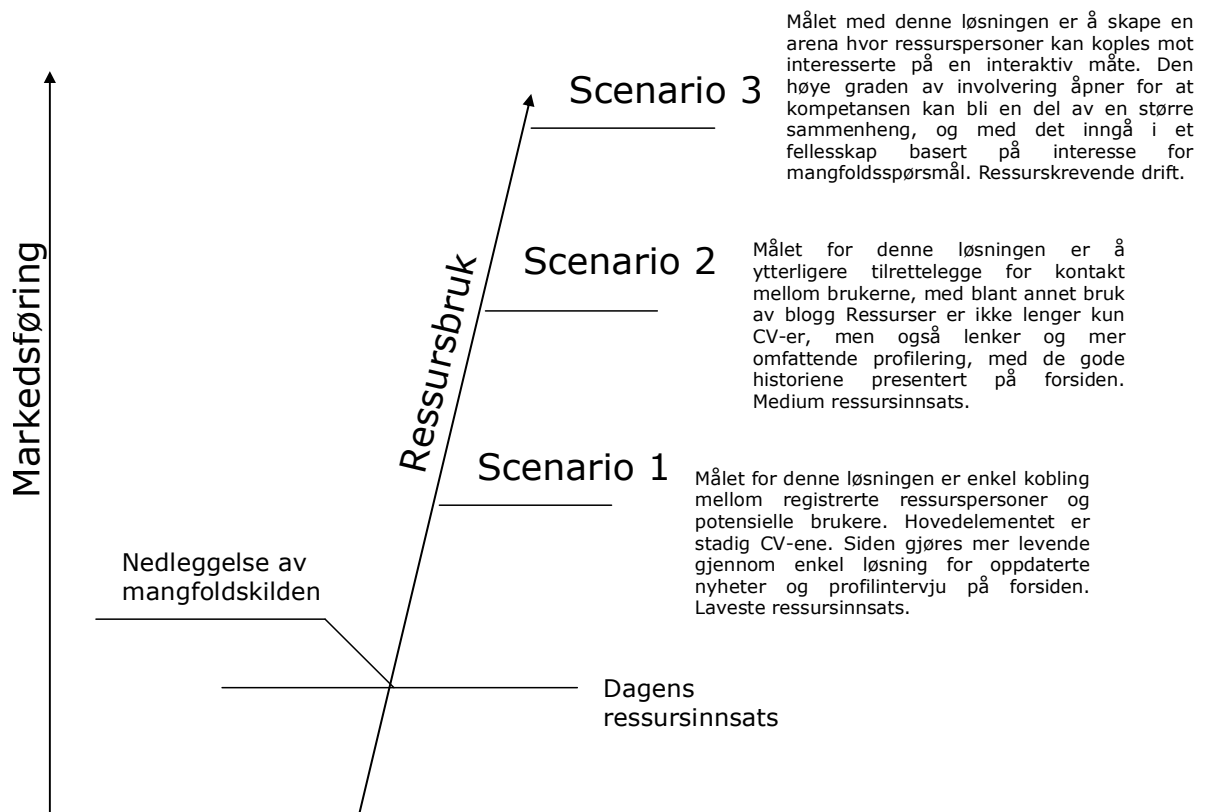 Målet med denne løsningen er å skape en
arena hvor ressurspersoner kan koples mot
interesserte på en interaktiv måte. Den
høye graden av involvering åpner for at
kompetansen kan bli en del av en større
sammenheng, og med det inngå i et
fellesskap basert på interesse for
mangfoldsspørsmål. Ressurskrevende drift.
Scenario 3
Markedsføring
Ressursbruk
Scenario 2
Målet for denne løsningen er å
ytterligere tilrettelegge for kontakt
mellom brukerne, med blant annet bruk
av blogg Ressurser er ikke lenger kun
CV-er, men også lenker og mer
omfattende profilering, med de gode
historiene presentert på forsiden.
Medium ressursinnsats.
Scenario 1
Målet for denne løsningen er enkel kobling
mellom registrerte ressurspersoner og
potensielle brukere. Hovedelementet er
stadig CV-ene. Siden gjøres mer levende
gjennom enkel løsning for oppdaterte
nyheter og profilintervju på forsiden.
Laveste ressursinnsats.
Nedleggelse av
mangfoldskilden
Dagens
ressursinnsats